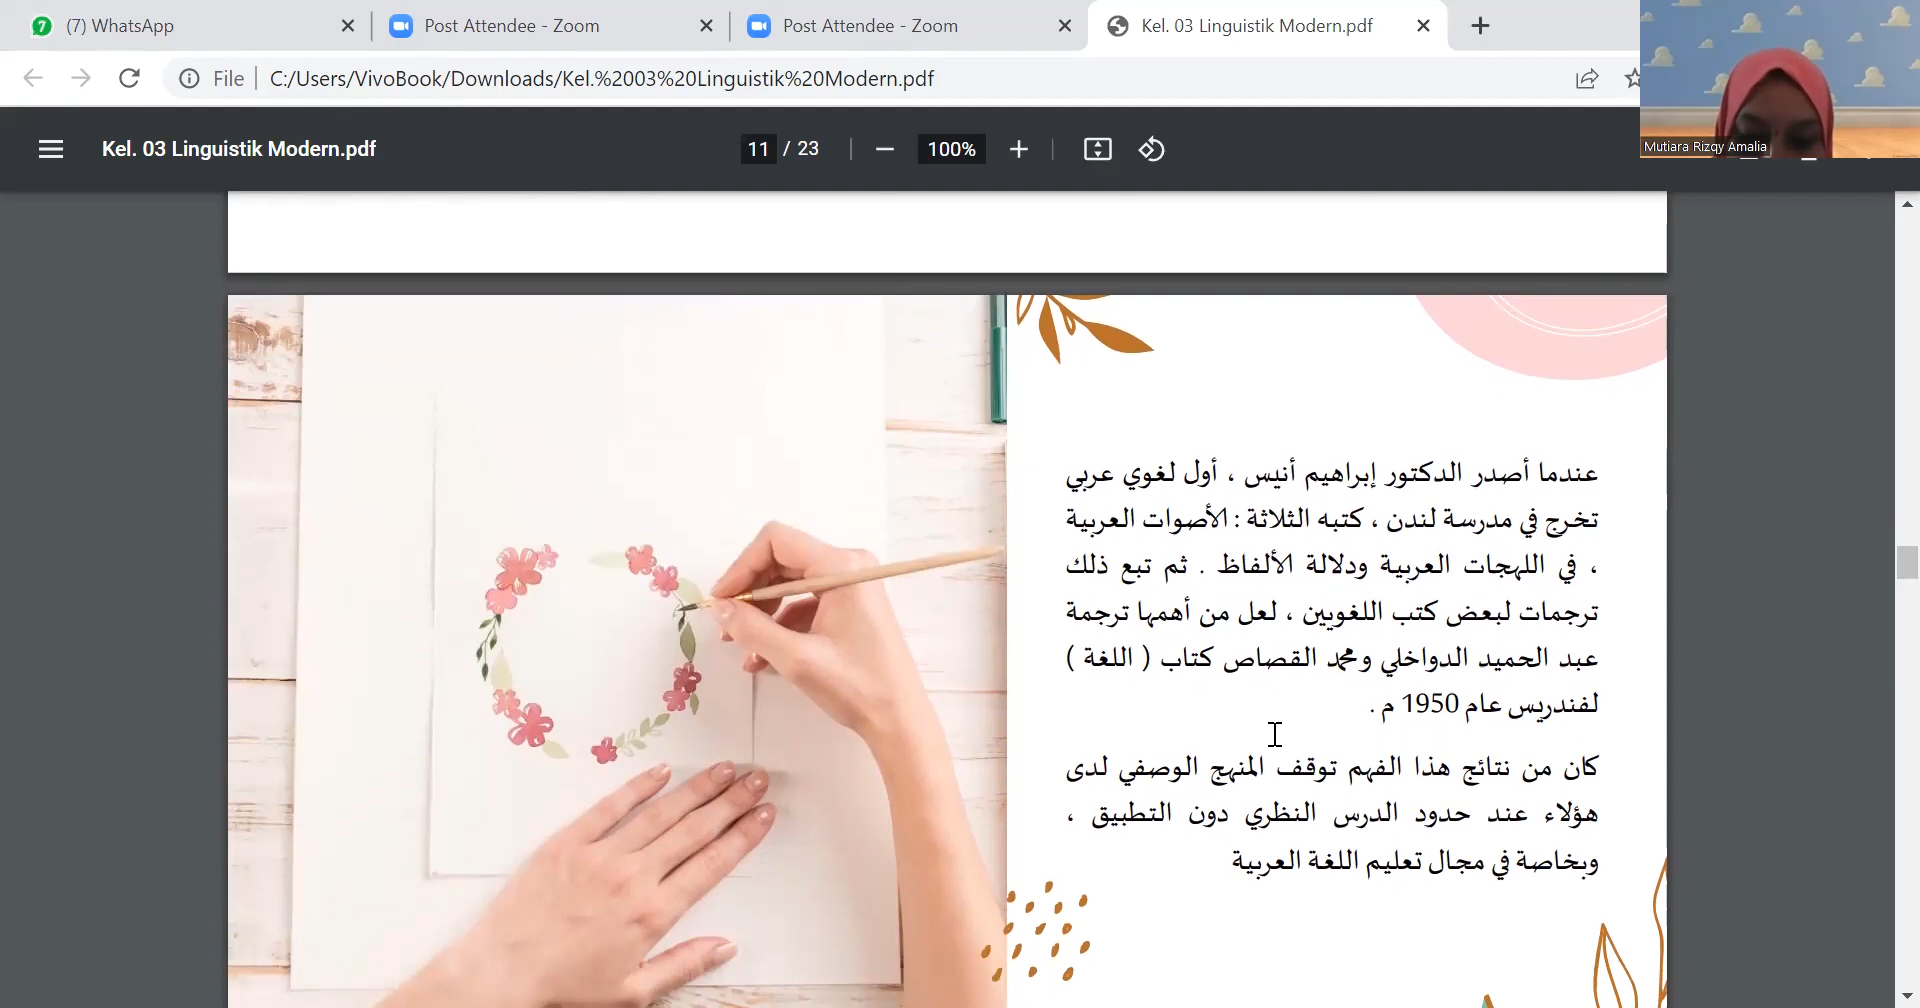 (7) WhatsApp
Post Attendee - Zoom
Post Attendee - Zoom
Kel. 03 Linguistik Modern.pdf
File
C:/Users/VivoBook/Downloads/Kel.%2003%20Linguistik%20Modern.pdf
Kel. 03 Linguistik Modern.pdf
11 / 23
100%
Mutiara Rizqy Amalia
عندما أصدر الدكتور إبراهيم أنيس ، أول لغوي عربي
تخرج في مدرسة لندن ، كتبه الثلاثة : الأصوات العربية
، في اللهجات العربية ودلالة الألفاظ . ثم تبع ذلك
ترجمات لبعض كتب اللغويين ، لعل من أهمها ترجمة
عبد الحميد الدواخلي ومحمد القصاص كتاب ( اللغة )
لفندريس عام 1950 م .
كان من نتائج هذا الفهم توقف المنهج الوصفي لدى
هؤلاء عند حدود الدرس النظري دون التطبيق ،
وبخاصة في مجال تعليم اللغة العربية